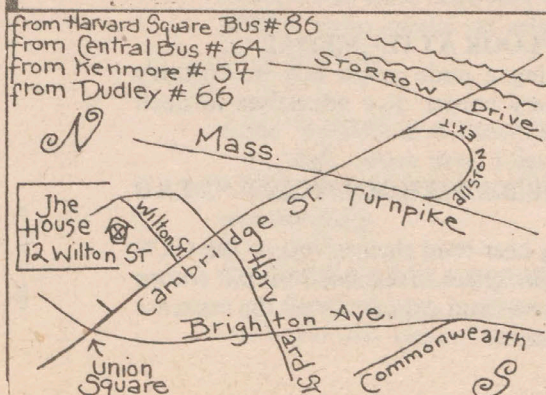 from Harvard Square Bus #86
from Central Bus # 64
from Kenmore # 57
from Dudley # 66
N
STORROW Drive
Mass. Turnpike
allston EXIT
The
House
12 Wilton ST
Wilton St.
Cambridge St.
Harvard St
Brighton Ave.
Union
Square
Commonwealth
S